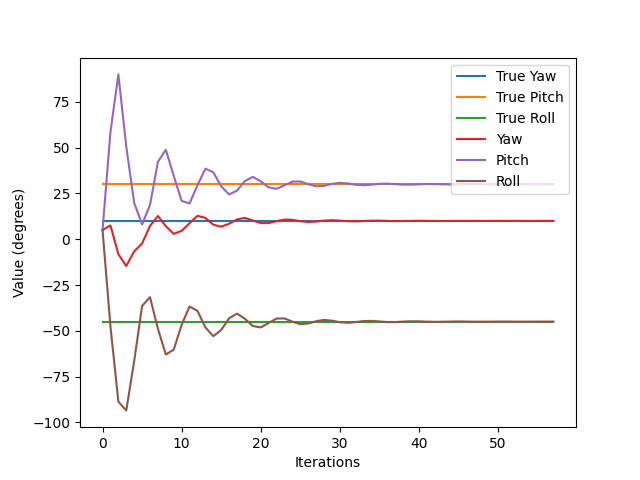 True Yaw
True Pitch
True Roll
Yaw
Pitch
Roll
75
50
25
0
−25
−50
−75
−100
Value (degrees)
0 10 20 30 40 50
Iterations